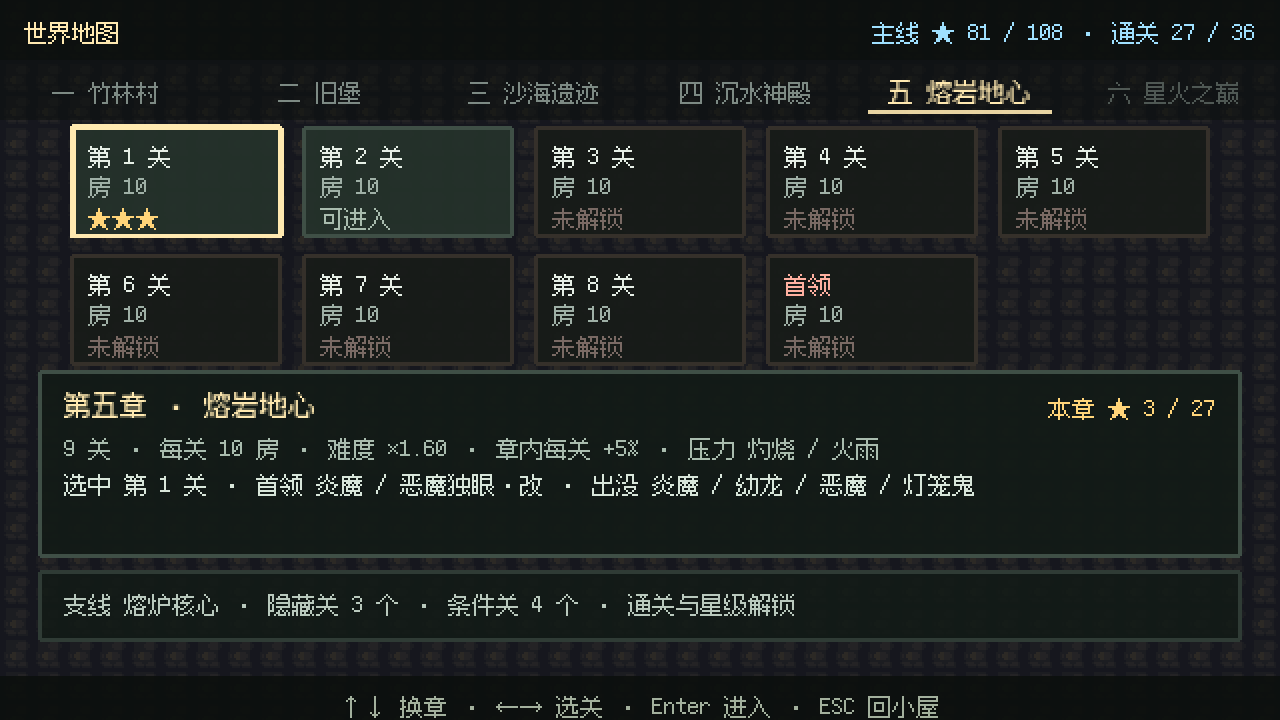 世界地图
主线 ★ 81 / 108 · 通关 27 / 36
一 竹林村
二 旧堡
三 沙海遗迹
四 沉水神殿
五 熔岩地心
六 星火之巅
第 1 关
房 10
★★★
第 2 关
房 10
可进入
第 3 关
房 10
未解锁
第 4 关
房 10
未解锁
第 5 关
房 10
未解锁
第 6 关
房 10
未解锁
第 7 关
房 10
未解锁
第 8 关
房 10
未解锁
首领
房 10
未解锁
第五章 · 熔岩地心
本章 ★ 3 / 27
9 关 · 每关 10 房 · 难度 ×1.60 · 章内每关 +5% · 压力 灼烧 / 火雨
选中 第 1 关 · 首领 炎魔 / 恶魔独眼·改 · 出没 炎魔 / 幼龙 / 恶魔 / 灯笼鬼
支线 熔炉核心 · 隐藏关 3 个 · 条件关 4 个 · 通关与星级解锁
↑↓ 换章 · ←→ 选关 · Enter 进入 · ESC 回小屋